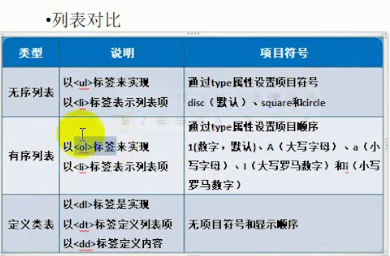 •列表对比
类型
说明
项目符号
无序列表
以<ul>标签来实现
以<li>标签表示列表项
通过type属性设置项目符号
disc（默认）、square和circle
有序列表
以<ol>标签来实现
以<li>标签表示列表项
通过type属性设置项目顺序
1(数字，默认)、A（大写字母）、a（小
写字母）、I（大写罗马数字）和i（小写
罗马数字）
定义类表
以<dl>标签是实现
以<dt>标签定义列表项
以<dd>标签定义内容
无项目符号和显示顺序